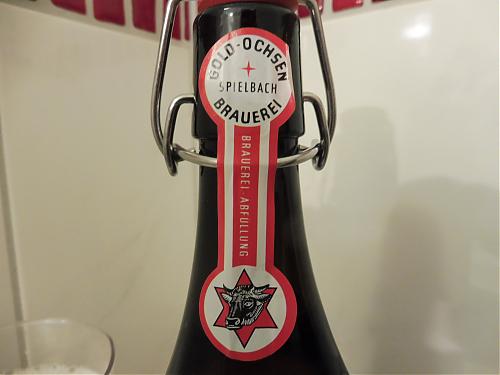 GOLD-OCHSEN
SPIELBACH
BRAUEREI
BRAUEREI-ABFÜLLUNG